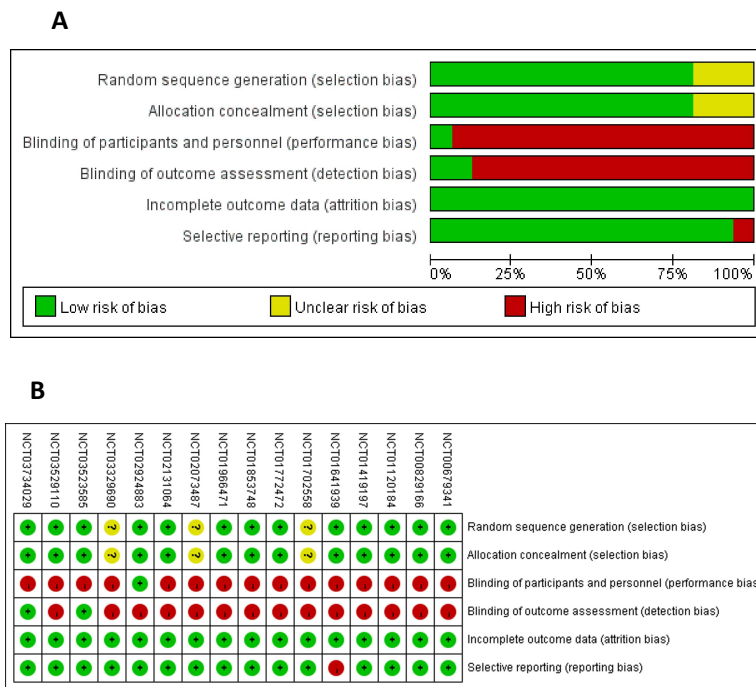 A
Random sequence generation (selection bias)
Allocation concealment (selection bias)
Blinding of participants and personnel (performance bias)
Blinding of outcome assessment (detection bias)
Incomplete outcome data (attrition bias)
Selective reporting (reporting bias)
0% 25% 50% 75% 100%
Low risk of bias Unclear risk of bias High risk of bias
B
NCT03734029 NCT03529110 NCT03523585 NCT03329690 NCT02924883 NCT02131064 NCT02073487 NCT01966471 NCT01853748 NCT01772472 NCT01702558 NCT01641939 NCT01419197 NCT01120184 NCT00829166 NCT00679341
+ + + ? + + ? + + + ? + + + + + Random sequence generation (selection bias)
+ + + ? + + ? + + + ? + + + + + Allocation concealment (selection bias)
- - - - + - - - - - - - - - - - Blinding of participants and personnel (performance bias
+ - + - - - - - - - - - - - - - Blinding of outcome assessment (detection bias)
+ + + + + + + + + + + + + + + + Incomplete outcome data (attrition bias)
+ + + + + + + + + + + - + + + + Selective reporting (reporting bias)